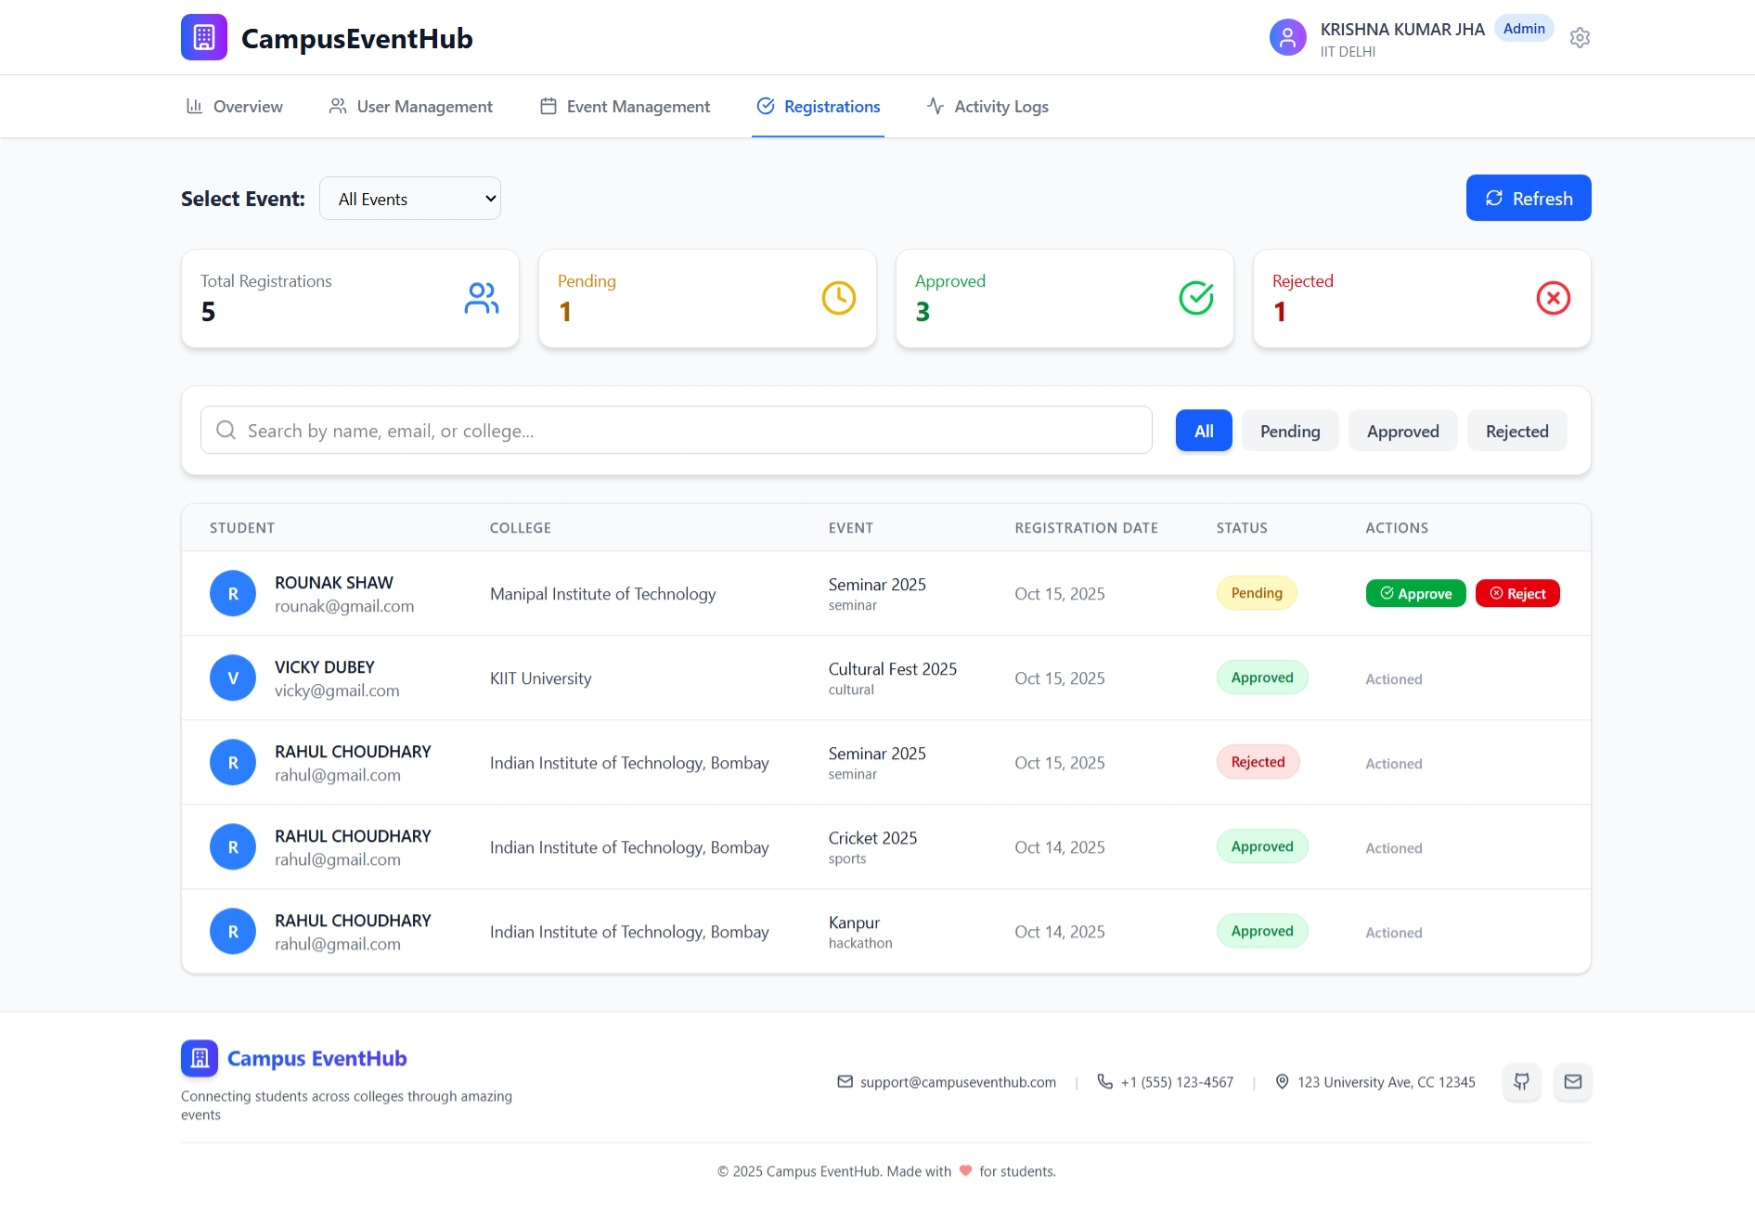 CampusEventHub
KRISHNA KUMAR JHA Admin
IIT DELHI
Overview User Management Event Management Registrations Activity Logs
Select Event: All Events Refresh
Total Registrations
5
Pending
1
Approved
3
Rejected
1
Search by name, email, or college... All Pending Approved Rejected
STUDENT COLLEGE EVENT REGISTRATION DATE STATUS ACTIONS
R ROUNAK SHAW
rounak@gmail.com
Manipal Institute of Technology
Seminar 2025
seminar
Oct 15, 2025
Pending
Approve Reject
V VICKY DUBEY
vicky@gmail.com
KIIT University
Cultural Fest 2025
cultural
Oct 15, 2025
Approved
Actioned
R RAHUL CHOUDHARY
rahul@gmail.com
Indian Institute of Technology, Bombay
Seminar 2025
seminar
Oct 15, 2025
Rejected
Actioned
R RAHUL CHOUDHARY
rahul@gmail.com
Indian Institute of Technology, Bombay
Cricket 2025
sports
Oct 14, 2025
Approved
Actioned
R RAHUL CHOUDHARY
rahul@gmail.com
Indian Institute of Technology, Bombay
Kanpur
hackathon
Oct 14, 2025
Approved
Actioned
Campus EventHub
Connecting students across colleges through amazing
events
support@campuseventhub.com | +1 (555) 123-4567 | 123 University Ave, CC 12345
© 2025 Campus EventHub. Made with ❤ for students.